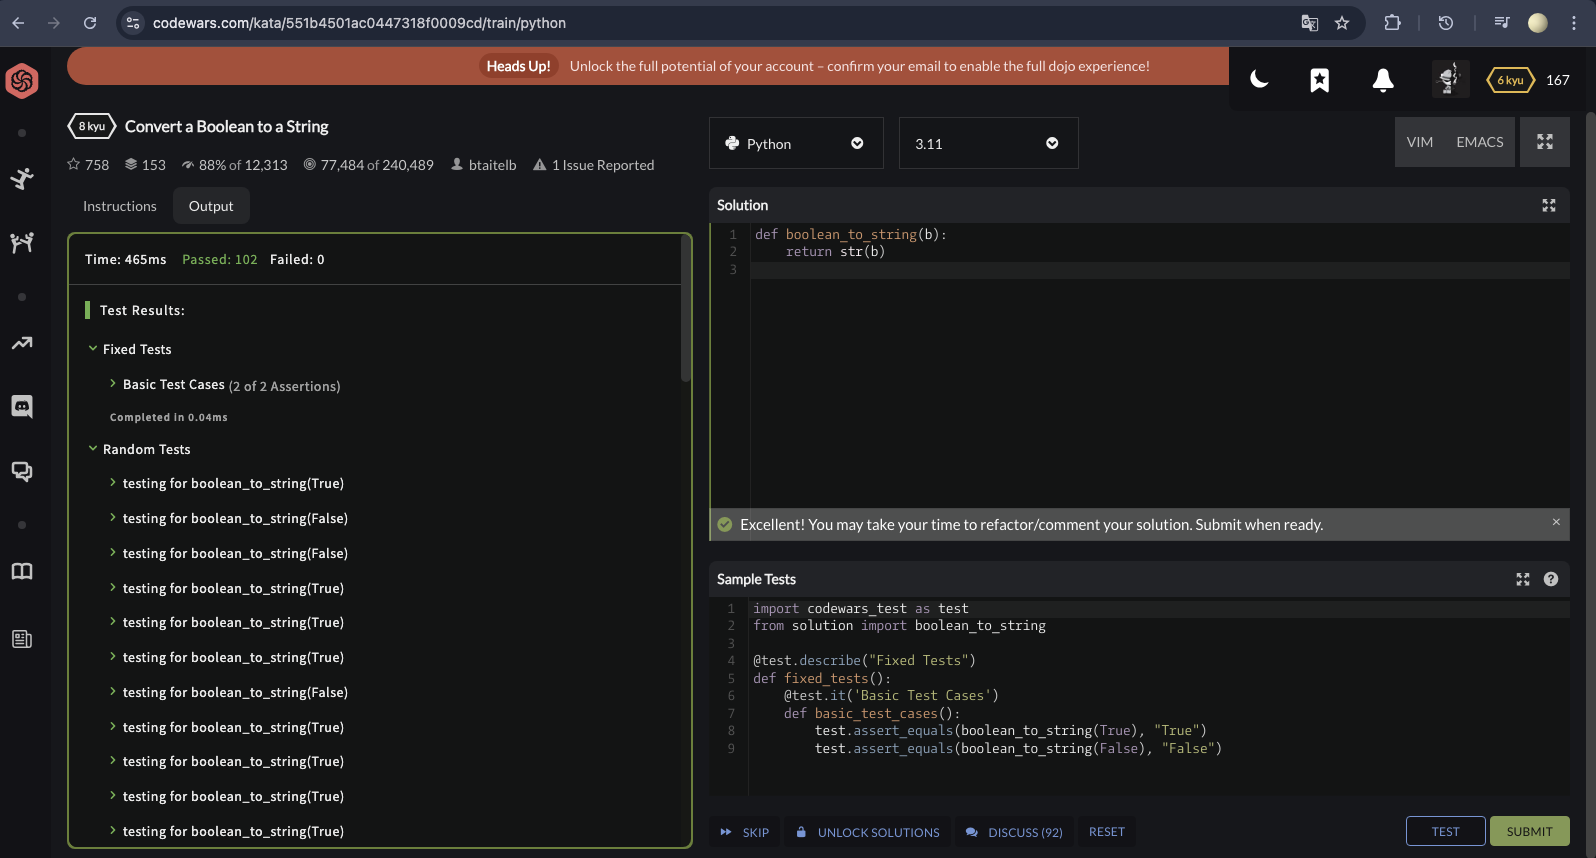 codewars.com/kata/551b4501ac0447318f0009cd/train/python
Heads Up! Unlock the full potential of your account – confirm your email to enable the full dojo experience!
6 kyu 167
8 kyu Convert a Boolean to a String
758 153 88% of 12,313 77,484 of 240,489 btaitelb 1 Issue Reported
Instructions Output
Time: 465ms Passed: 102 Failed: 0
Test Results:
Fixed Tests
Basic Test Cases (2 of 2 Assertions)
Completed in 0.04ms
Random Tests
testing for boolean_to_string(True)
testing for boolean_to_string(False)
testing for boolean_to_string(False)
testing for boolean_to_string(True)
testing for boolean_to_string(True)
testing for boolean_to_string(True)
testing for boolean_to_string(False)
testing for boolean_to_string(True)
testing for boolean_to_string(True)
testing for boolean_to_string(True)
testing for boolean_to_string(True)
Python 3.11 VIM EMACS
Solution
1 def boolean_to_string(b):
2     return str(b)
3
Excellent! You may take your time to refactor/comment your solution. Submit when ready. ×
Sample Tests ?
1 import codewars_test as test
2 from solution import boolean_to_string
3
4 @test.describe("Fixed Tests")
5 def fixed_tests():
6     @test.it('Basic Test Cases')
7     def basic_test_cases():
8         test.assert_equals(boolean_to_string(True), "True")
9         test.assert_equals(boolean_to_string(False), "False")
SKIP UNLOCK SOLUTIONS DISCUSS (92) RESET TEST SUBMIT